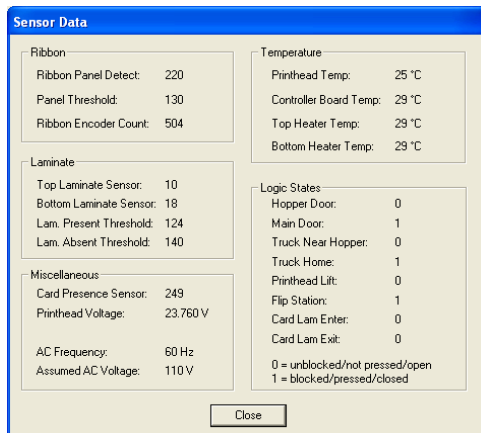 Sensor Data
Ribbon
Ribbon Panel Detect: 220
Panel Threshold: 130
Ribbon Encoder Count: 504
Laminate
Top Laminate Sensor: 10
Bottom Laminate Sensor: 18
Lam. Present Threshold: 124
Lam. Absent Threshold: 140
Miscellaneous
Card Presence Sensor: 249
Printhead Voltage: 23.760 V
AC Frequency: 60 Hz
Assumed AC Voltage: 110 V
Temperature
Printhead Temp: 25 °C
Controller Board Temp: 29 °C
Top Heater Temp: 29 °C
Bottom Heater Temp: 29 °C
Logic States
Hopper Door: 0
Main Door: 1
Truck Near Hopper: 0
Truck Home: 1
Printhead Lift: 0
Flip Station: 1
Card Lam Enter: 0
Card Lam Exit: 0
0 = unblocked/not pressed/open
1 = blocked/pressed/closed
Close